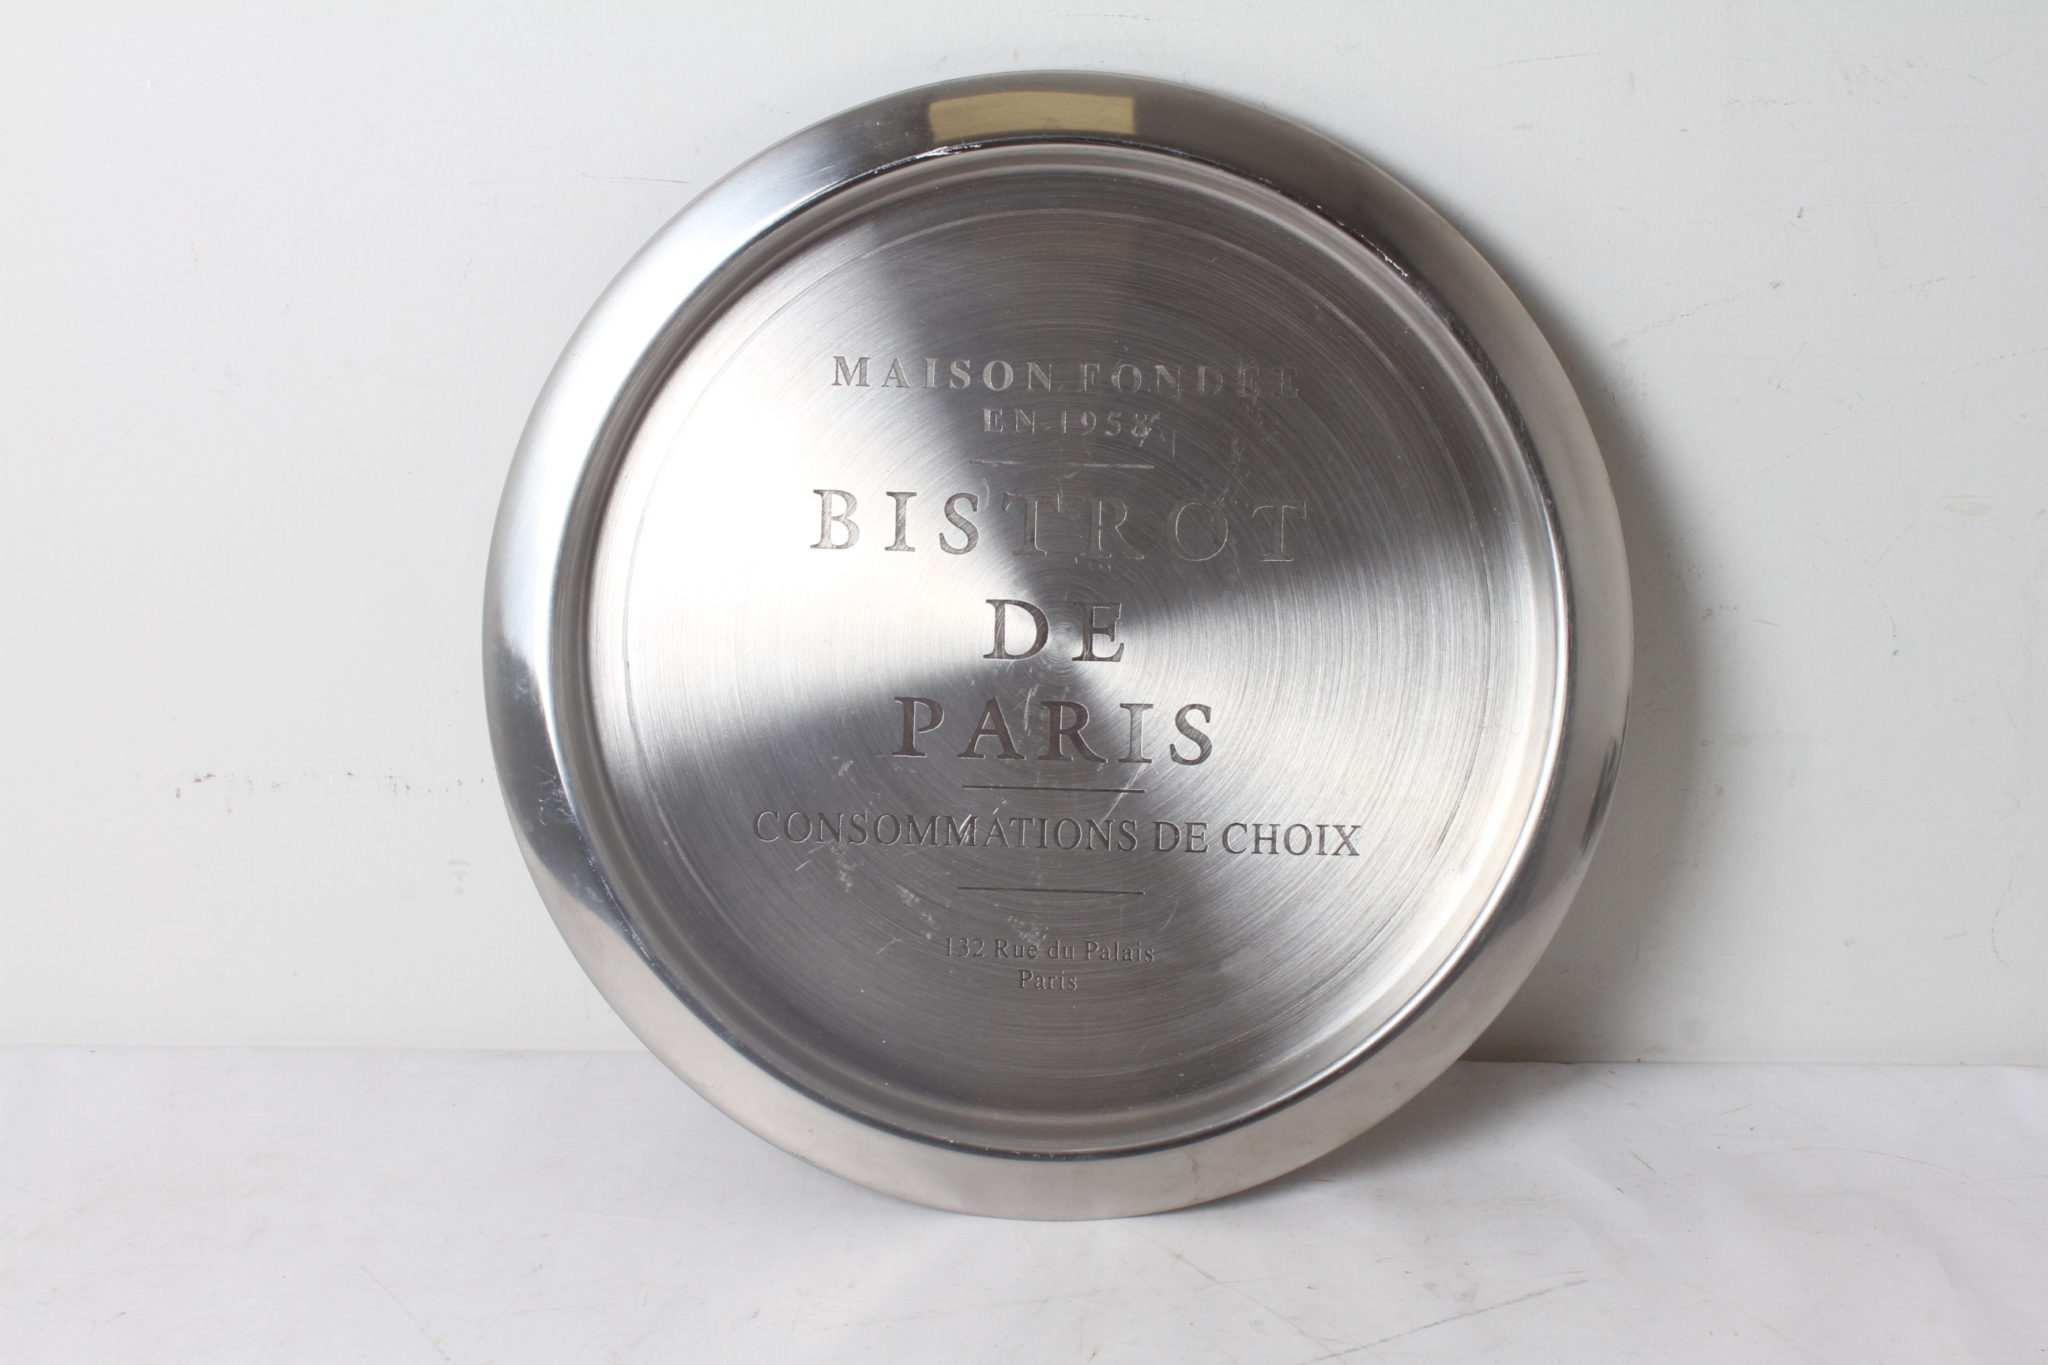 MAISON FONDÉE
EN 1958
BISTROT
DE
PARIS
CONSOMMATIONS DE CHOIX
132 Rue du Palais
Paris